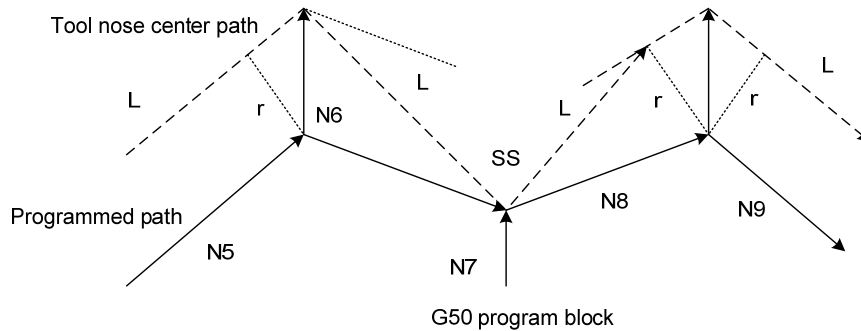 Tool nose center path
L
L
L
L
r
r
r
N6
SS
Programmed path
N8
N9
N5
N7
G50 program block